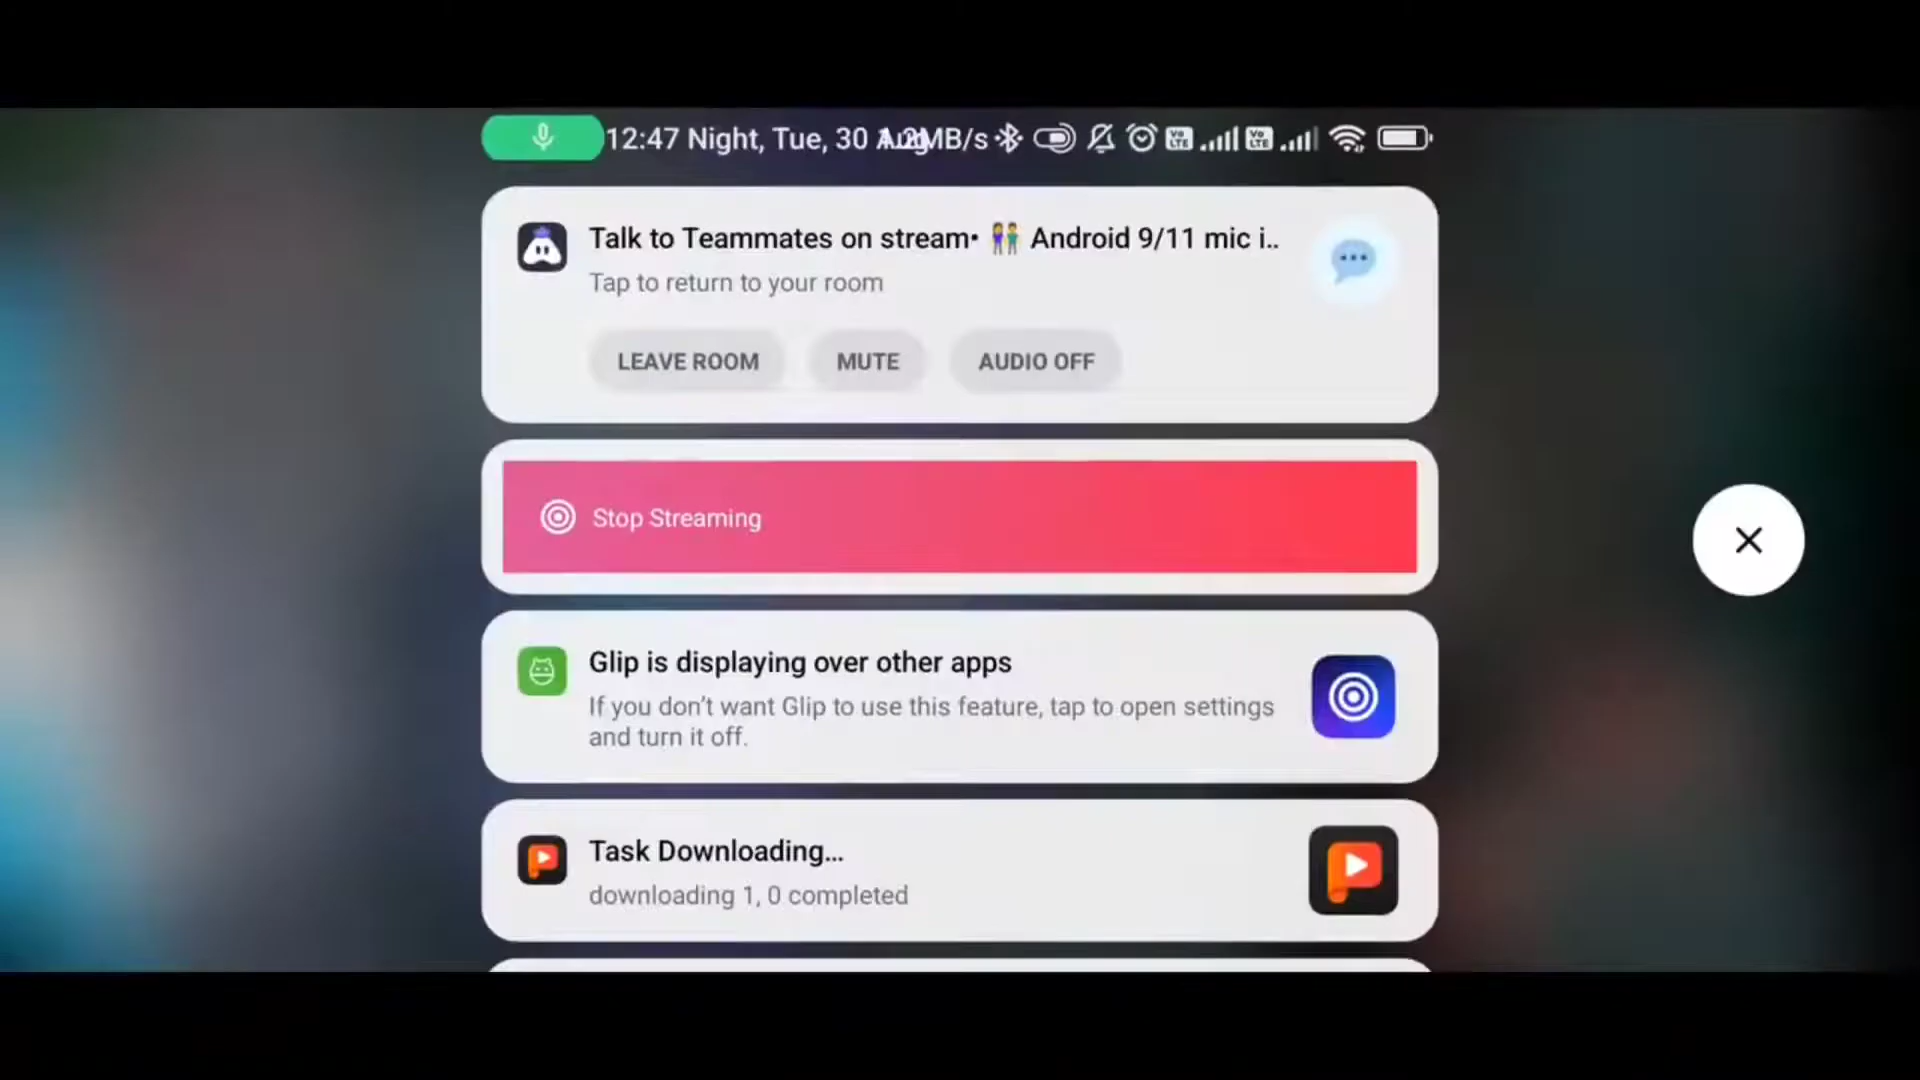 12:47 Night, Tue, 30 Aug 1.2MB/s
Talk to Teammates on stream• 👫 Android 9/11 mic i..
Tap to return to your room
LEAVE ROOM MUTE AUDIO OFF
Stop Streaming
Glip is displaying over other apps
If you don't want Glip to use this feature, tap to open settings
and turn it off.
Task Downloading...
downloading 1, 0 completed